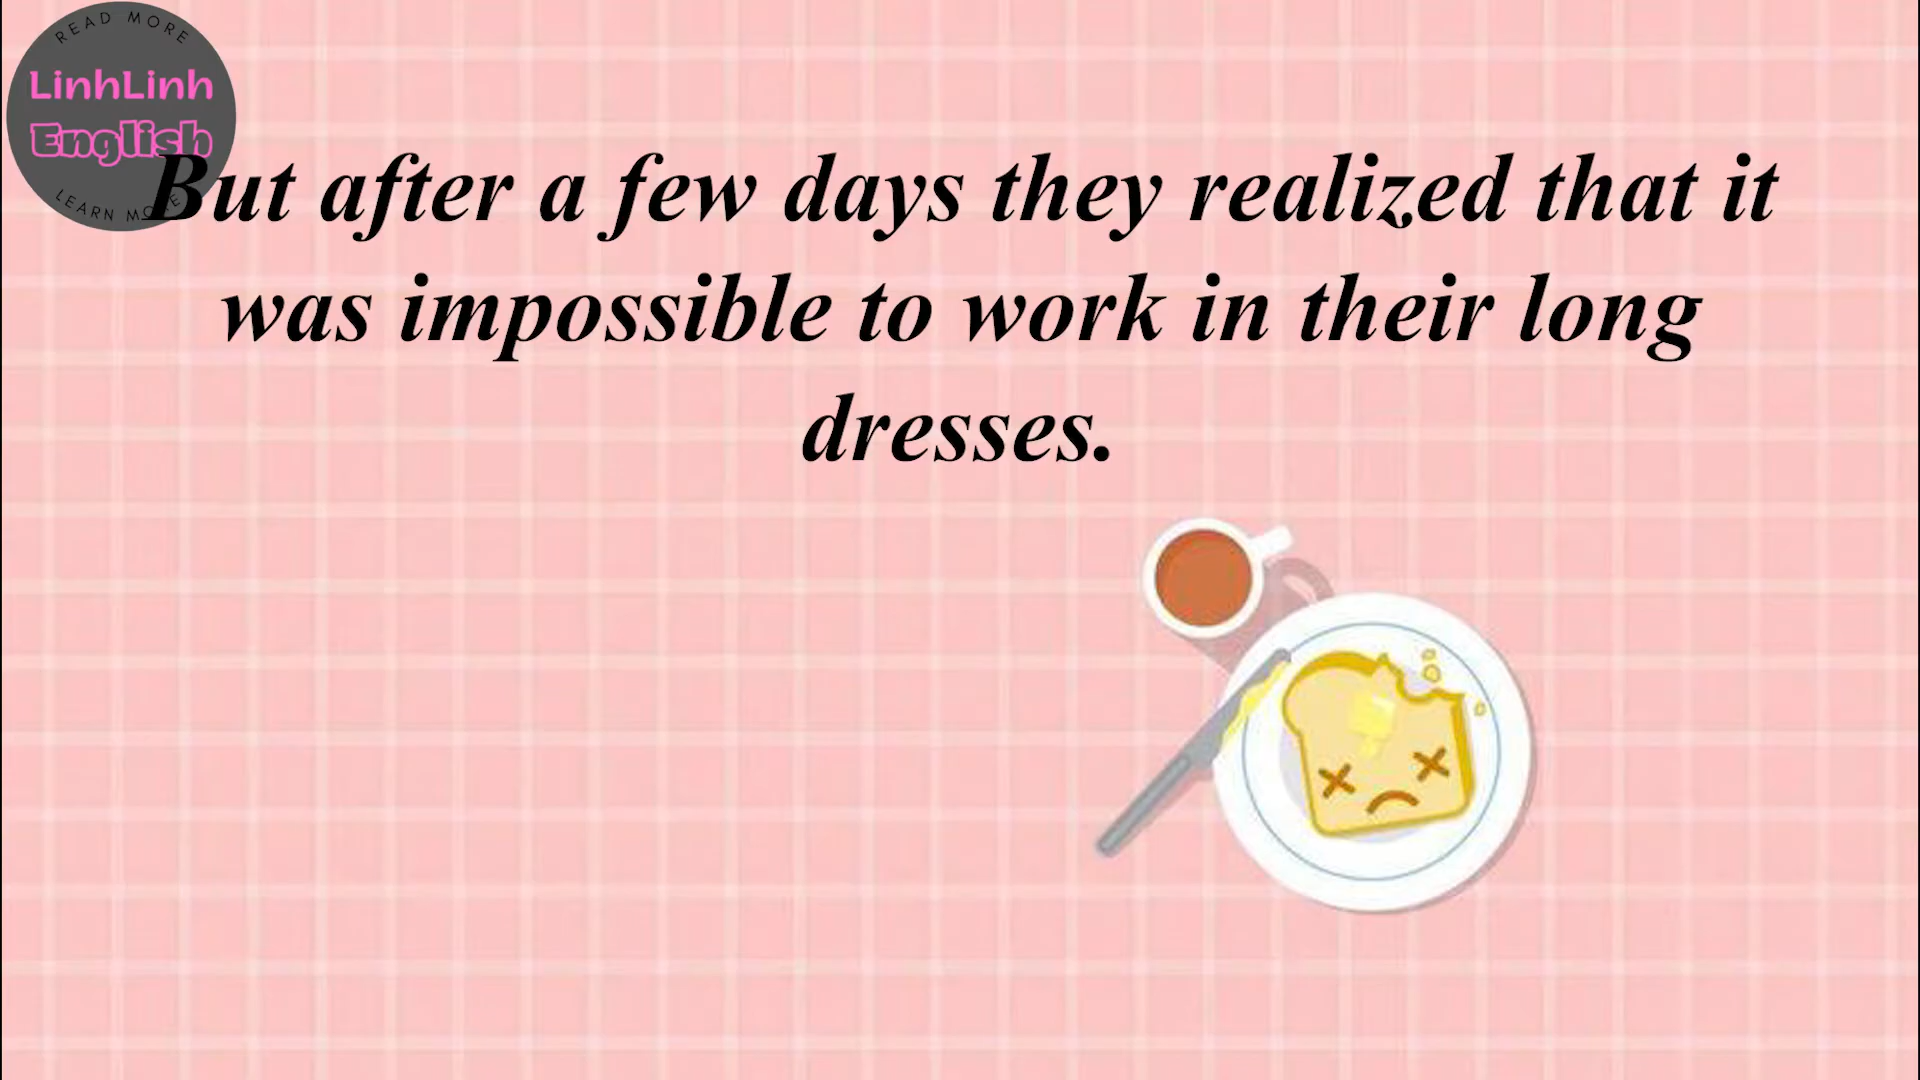 READ MORE
LinhLinh
English
LEARN MORE
But after a few days they realized that it
was impossible to work in their long
dresses.